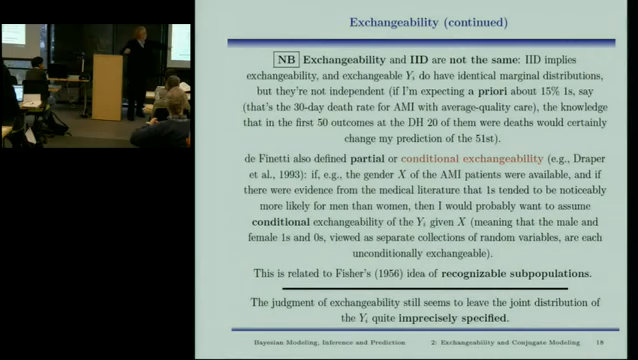 Exchangeability (continued)
NB Exchangeability and IID are not the same: IID implies
exchangeability, and exchangeable Yi do have identical marginal distributions,
but they're not independent (if I'm expecting a priori about 15% 1s, say
(that's the 30-day death rate for AMI with average-quality care), the knowledge
that in the first 50 outcomes at the DH 20 of them were deaths would certainly
change my prediction of the 51st).
de Finetti also defined partial or conditional exchangeability (e.g., Draper
et al., 1993): if, e.g., the gender X of the AMI patients were available, and if
there were evidence from the medical literature that 1s tended to be noticeably
more likely for men than women, then I would probably want to assume
conditional exchangeability of the Yi given X (meaning that the male and
female 1s and 0s, viewed as separate collections of random variables, are each
unconditionally exchangeable).
This is related to Fisher's (1956) idea of recognizable subpopulations.
The judgment of exchangeability still seems to leave the joint distribution of
the Yi quite imprecisely specified.
Bayesian Modeling, Inference and Prediction 2: Exchangeability and Conjugate Modeling 18